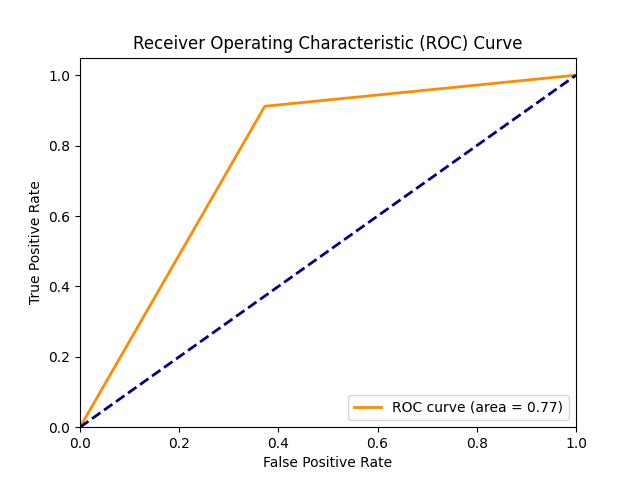 Receiver Operating Characteristic (ROC) Curve
True Positive Rate
1.0
0.8
0.6
0.4
0.2
0.0
ROC curve (area = 0.77)
0.0 0.2 0.4 0.6 0.8 1.0
False Positive Rate